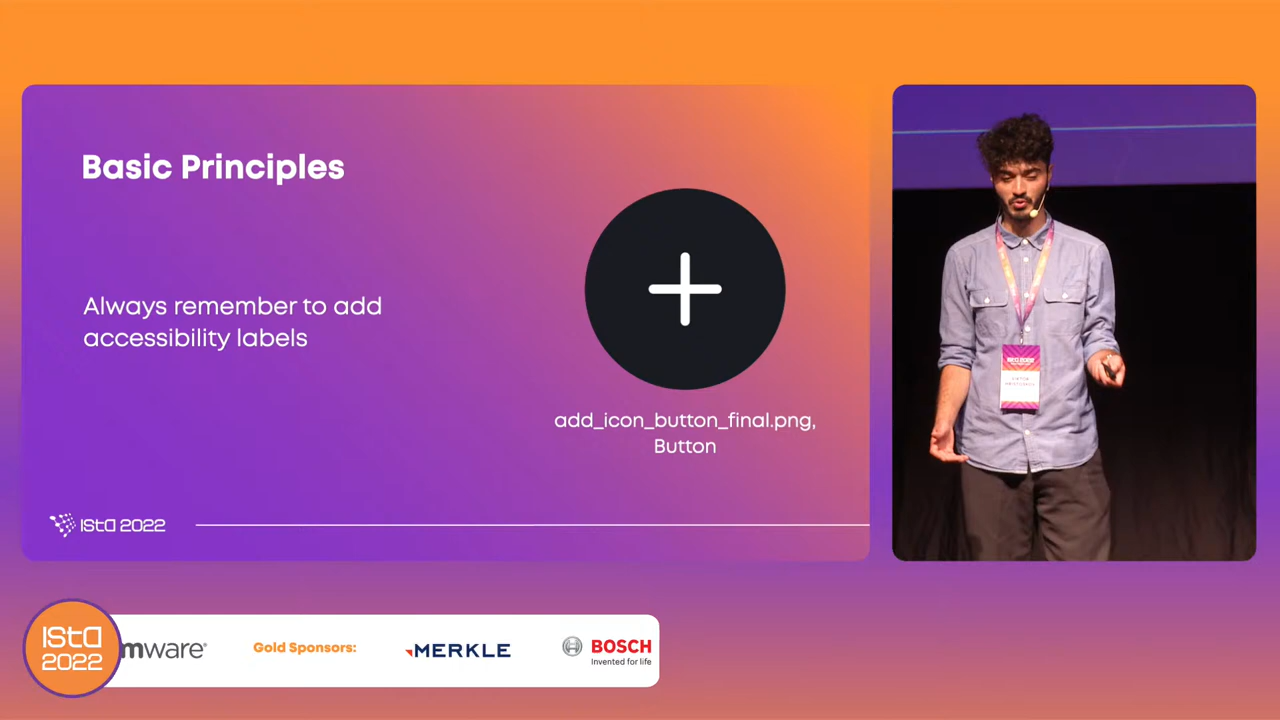 Basic Principles
Always remember to add
accessibility labels
add_icon_button_final.png,
Button
ISTA 2022
ISTA
2022
mware®
Gold Sponsors:
MERKLE
BOSCH
Invented for life